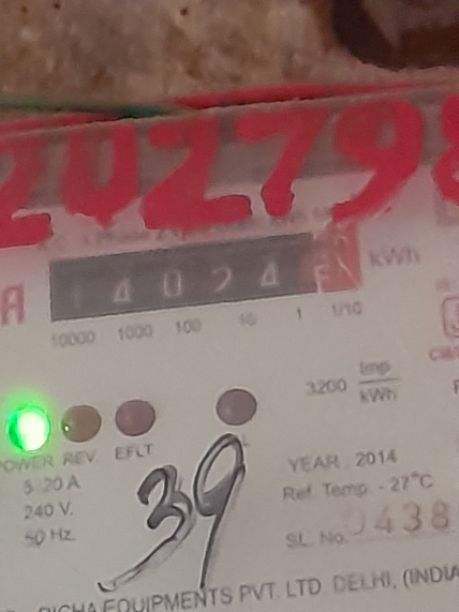 202798
14024
kWh
10000 1000 100 10 1 1/10
3200 Imp/kWh
POWER REV EFLT
5 20 A
240 V.
50 Hz
39
YEAR . 2014
Ref. Temp. - 27°C
SL. No. 0438
EQUIPMENTS PVT. LTD. DELHI, (INDIA